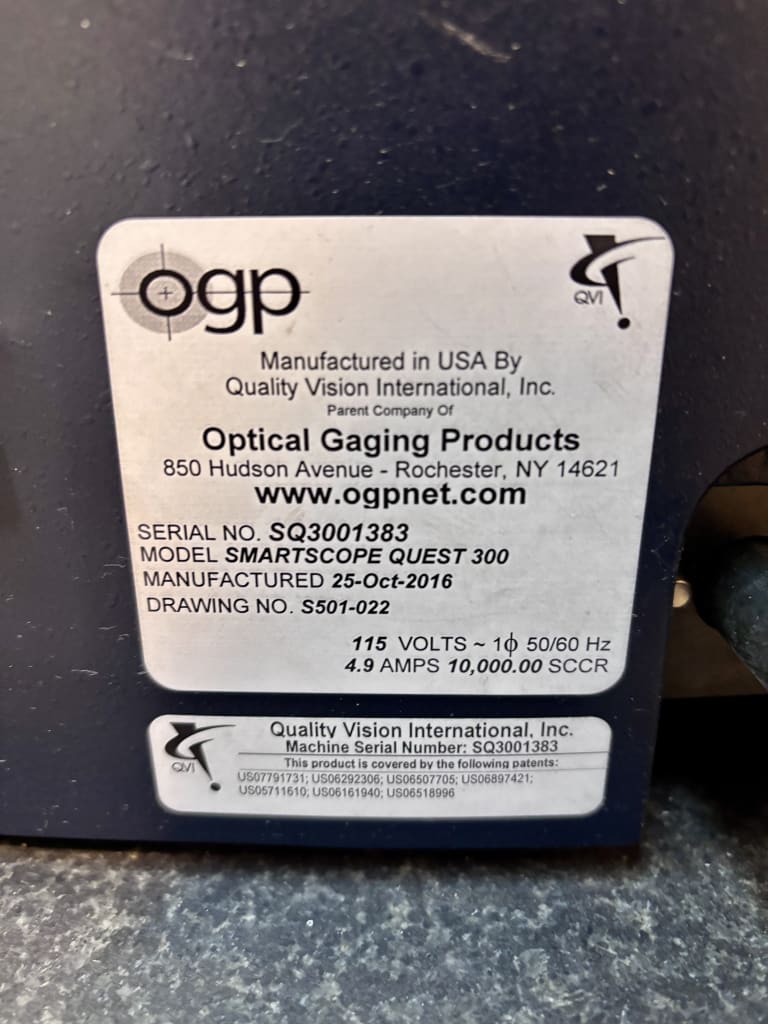 ogp
QVI
Manufactured in USA By
Quality Vision International, Inc.
Parent Company Of
Optical Gaging Products
850 Hudson Avenue - Rochester, NY 14621
www.ogpnet.com
SERIAL NO. SQ3001383
MODEL SMARTSCOPE QUEST 300
MANUFACTURED 25-Oct-2016
DRAWING NO. S501-022
115 VOLTS ~ 1ϕ 50/60 Hz
4.9 AMPS 10,000.00 SCCR
QVI
Quality Vision International, Inc.
Machine Serial Number: SQ3001383
This product is covered by the following patents:
US07791731; US06292306; US06507705; US06897421;
US05711610; US06161940; US06518996